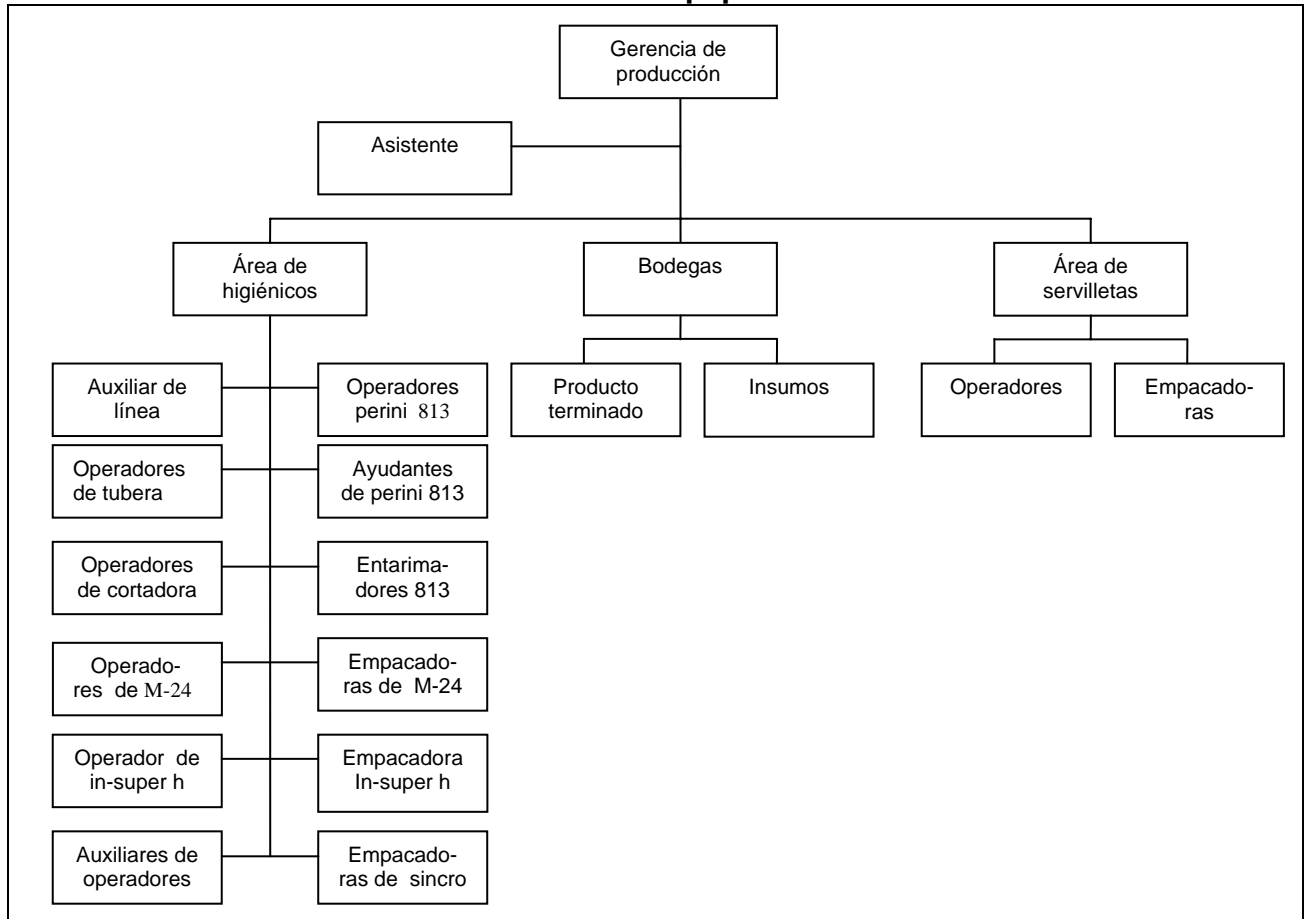 Gerencia de
producción
Asistente
Área de
higiénicos
Bodegas
Área de
servilletas
Auxiliar de
línea
Operadores
perini 813
Producto
terminado
Insumos
Operadores
Empacado-
ras
Operadores
de tubera
Ayudantes
de perini 813
Operadores
de cortadora
Entarima-
dores 813
Operado-
res de M-24
Empacado-
ras de M-24
Operador de
in-super h
Empacadora
In-super h
Auxiliares de
operadores
Empacado-
ras de sincro